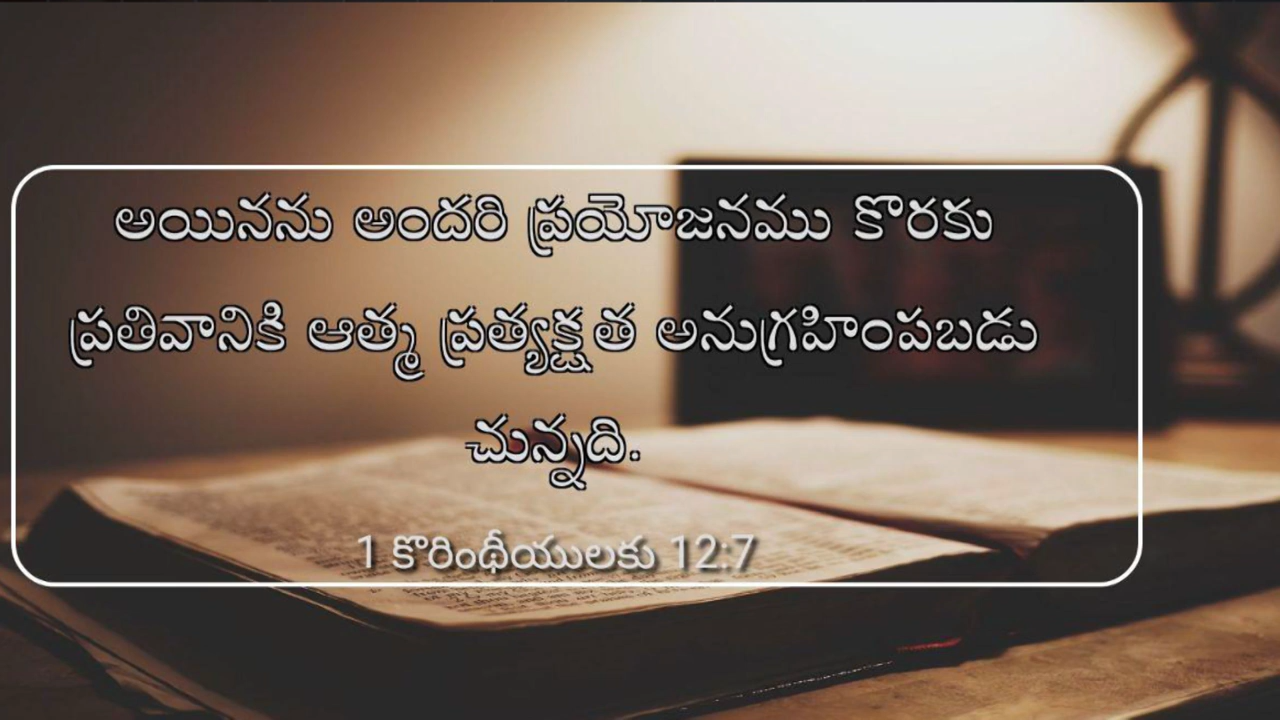 అయినను అందరి ప్రయోజనము కొరకు
ప్రతివానికి ఆత్మ ప్రత్యక్షత అనుగ్రహింపబడు
చున్నది.
1 కొరింథీయులకు 12:7